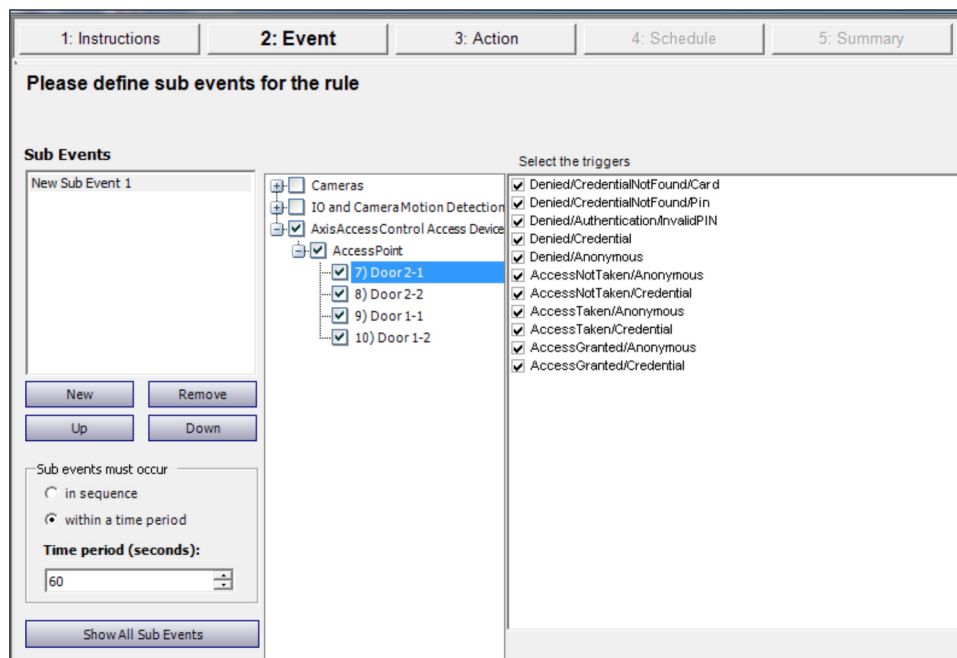 1: Instructions
2: Event
3: Action
4: Schedule
5: Summary
Please define sub events for the rule
Sub Events
New Sub Event 1
New
Remove
Up
Down
Sub events must occur
in sequence
within a time period
Time period (seconds):
60
Show All Sub Events
Cameras
IO and Camera Motion Detection
AxisAccessControl Access Device
AccessPoint
7) Door 2-1
8) Door 2-2
9) Door 1-1
10) Door 1-2
Select the triggers
Denied/CredentialNotFound/Card
Denied/CredentialNotFound/Pin
Denied/Authentication/InvalidPIN
Denied/Credential
Denied/Anonymous
AccessNotTaken/Anonymous
AccessNotTaken/Credential
AccessTaken/Anonymous
AccessTaken/Credential
AccessGranted/Anonymous
AccessGranted/Credential